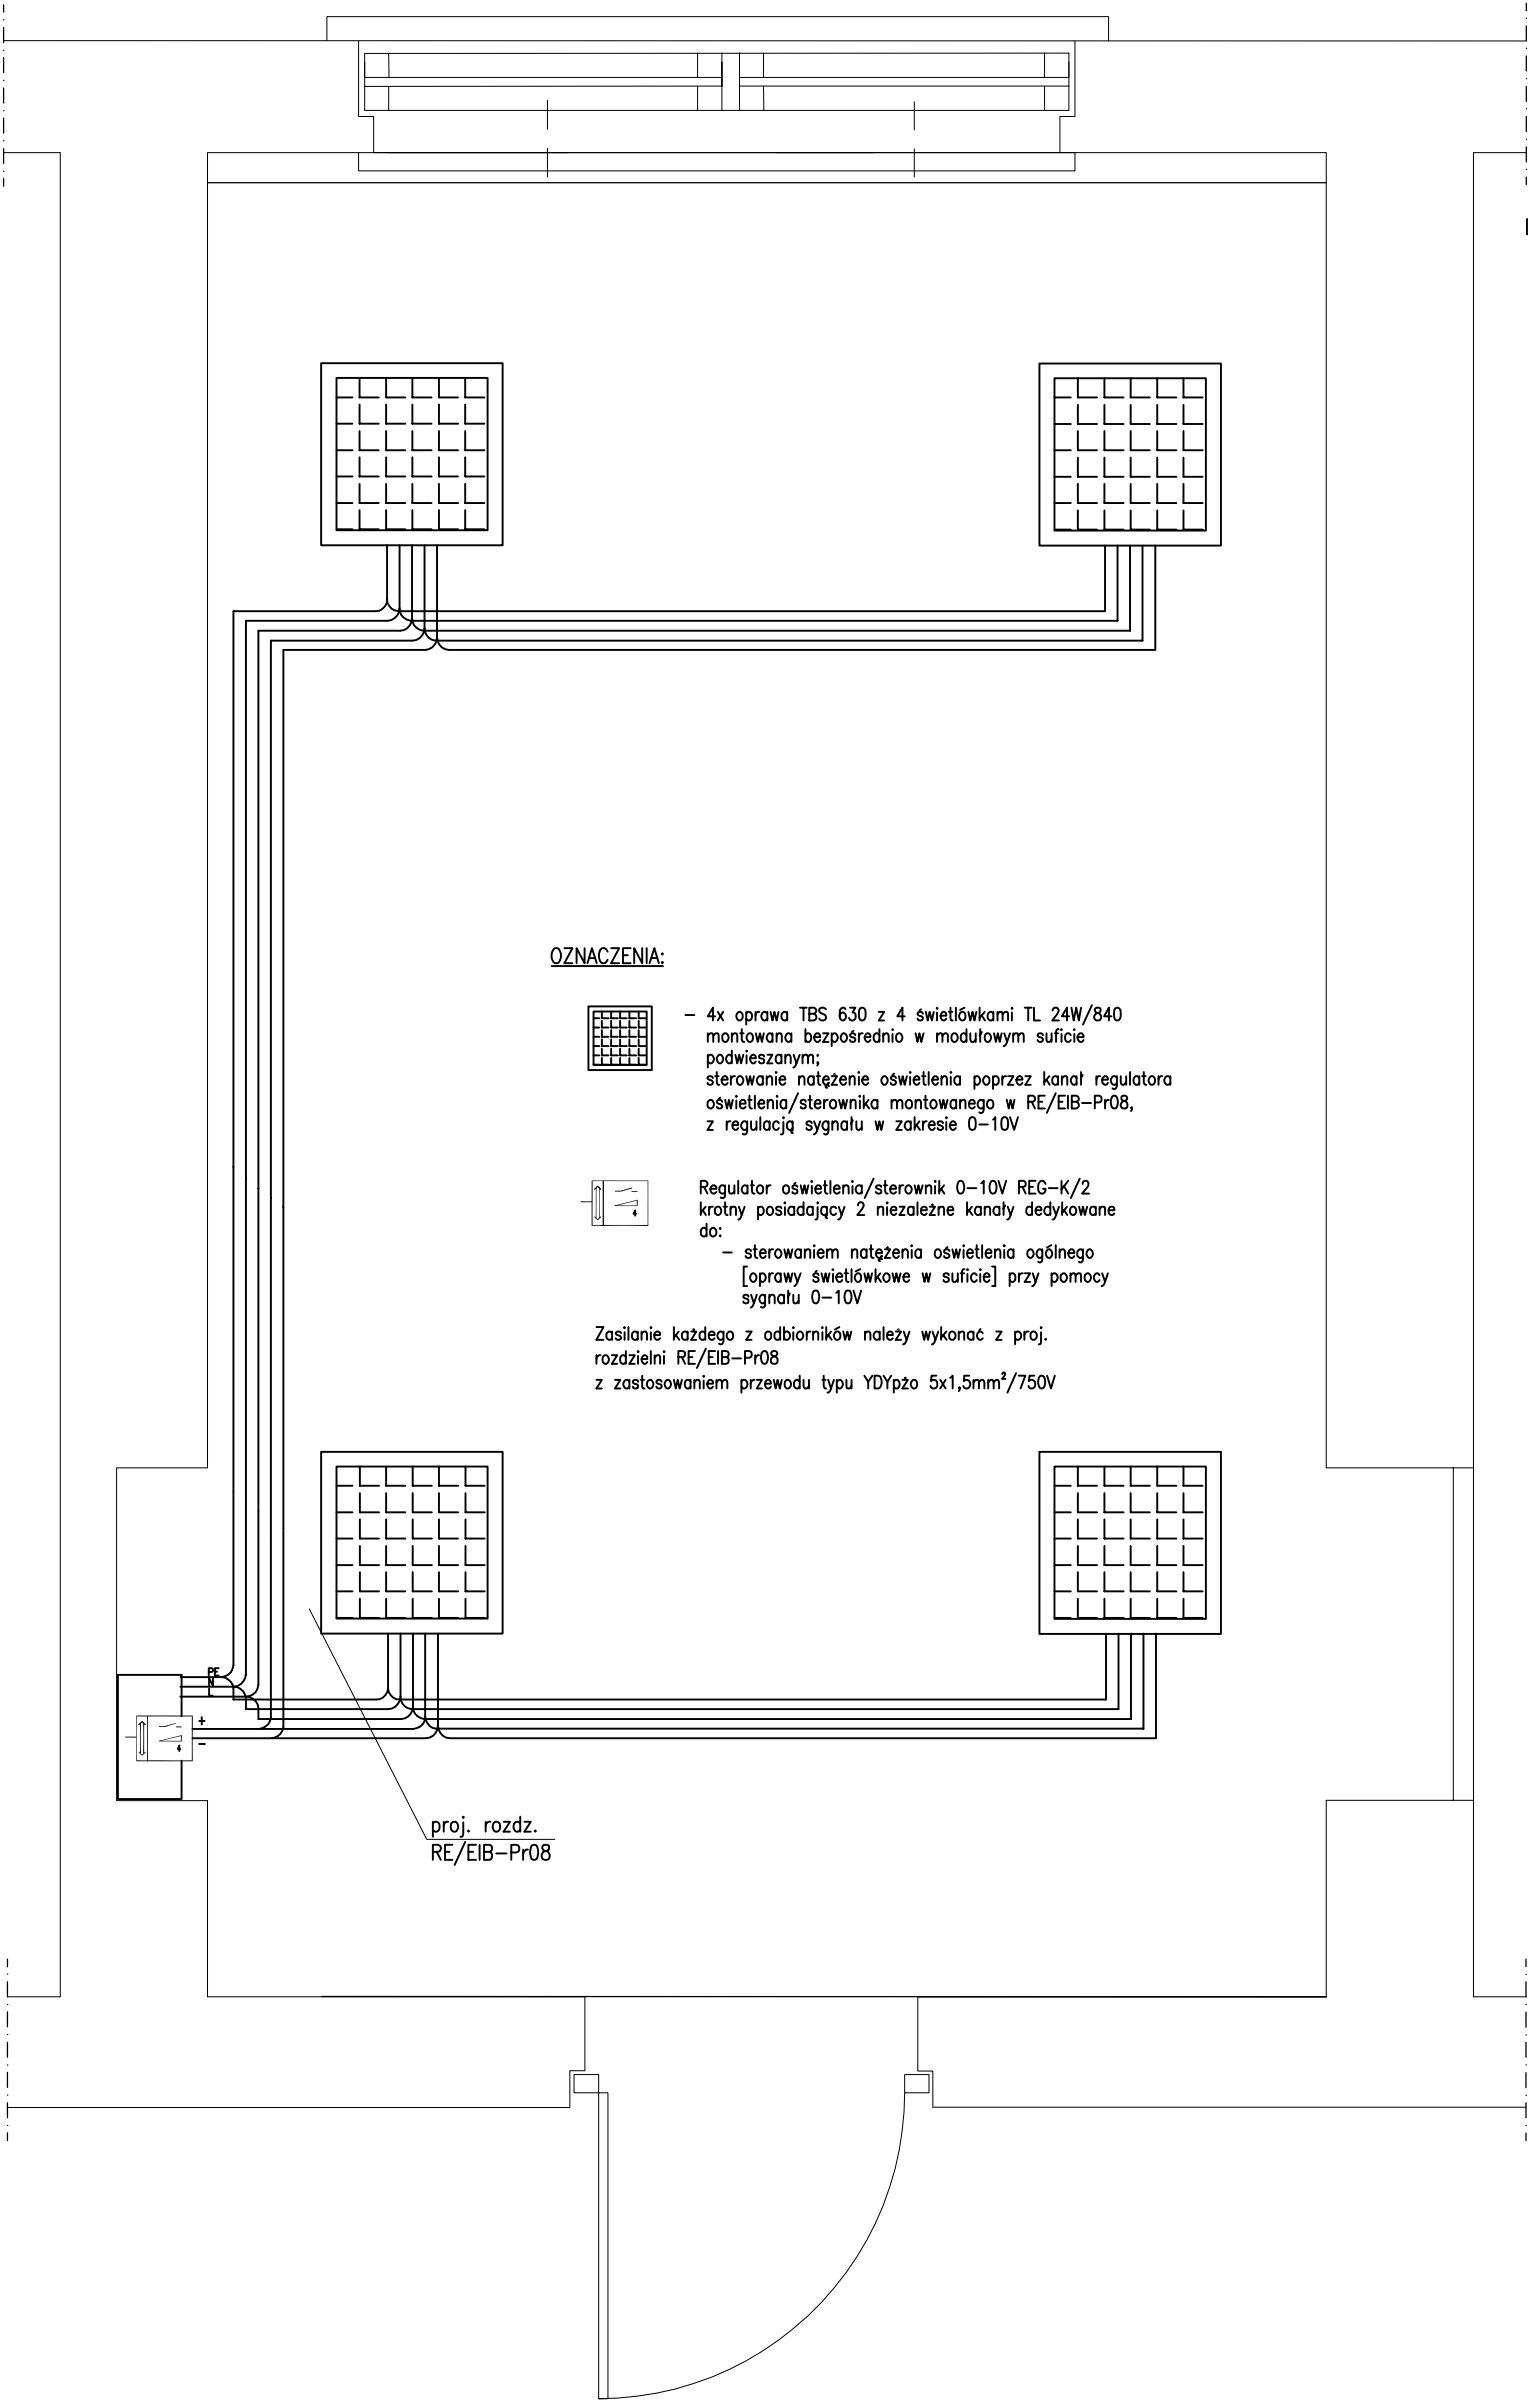 OZNACZENIA:
– 4x oprawa TBS 630 z 4 świetlówkami TL 24W/840
montowana bezpośrednio w modułowym suficie
podwieszanym;
sterowanie natężenie oświetlenia poprzez kanał regulatora
oświetlenia/sterownika montowanego w RE/EIB–Pr08,
z regulacją sygnału w zakresie 0–10V
4
Regulator oświetlenia/sterownik 0–10V REG–K/2
krotny posiadający 2 niezależne kanały dedykowane
do:
– sterowaniem natężenia oświetlenia ogólnego
[oprawy świetlówkowe w suficie] przy pomocy
sygnału 0–10V
Zasilanie każdego z odbiorników należy wykonać z proj.
rozdzielni RE/EIB–Pr08
z zastosowaniem przewodu typu YDYpżo 5x1,5mm²/750V
PE
N
L
+
–
4
proj. rozdz.
RE/EIB–Pr08